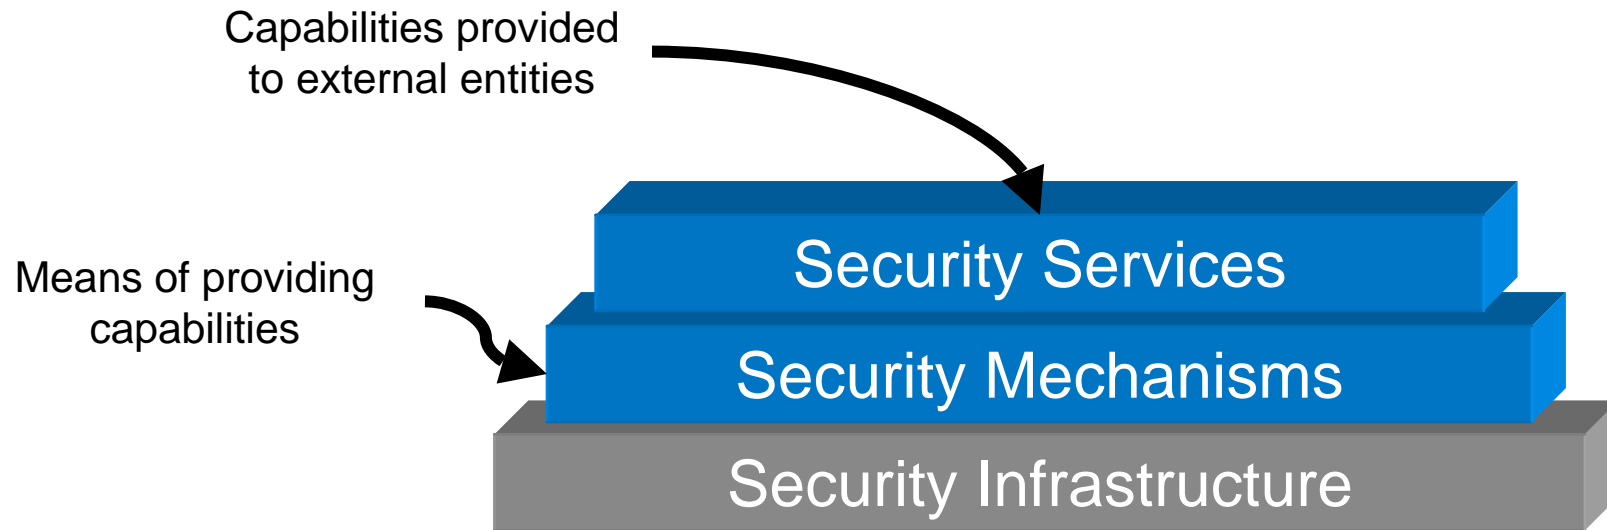 Capabilities provided
to external entities
Security Services
Means of providing
capabilities
Security Mechanisms
Security Infrastructure